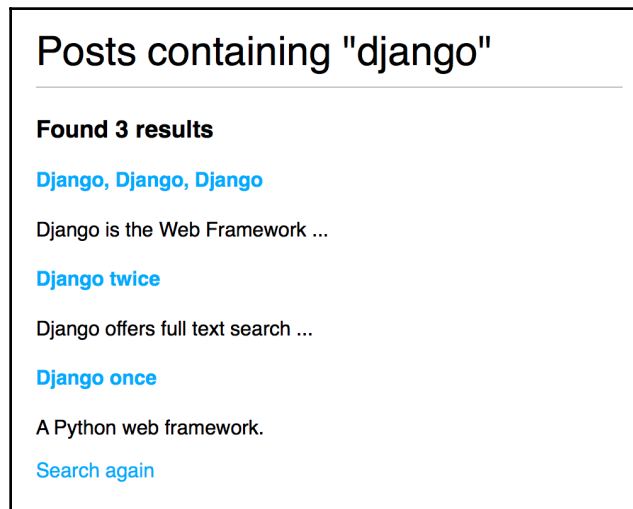 Posts containing "django"
Found 3 results
Django, Django, Django
Django is the Web Framework ...
Django twice
Django offers full text search ...
Django once
A Python web framework.
Search again